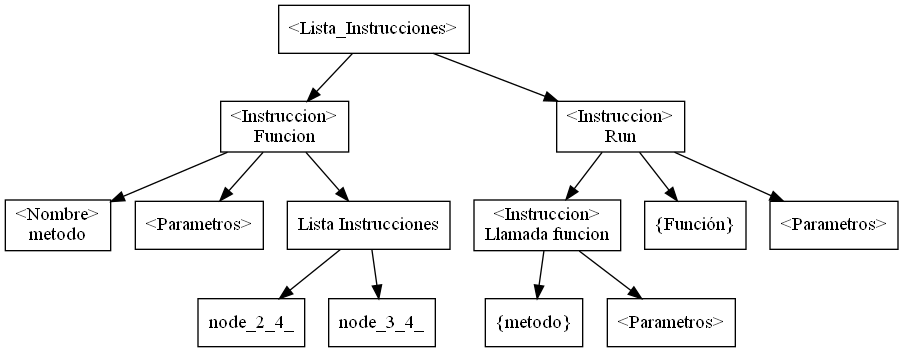 <Lista_Instrucciones>
<Instruccion>
Funcion
<Instruccion>
Run
<Nombre>
metodo
<Parametros>
Lista Instrucciones
<Instruccion>
Llamada funcion
{Función}
<Parametros>
node_2_4_
node_3_4_
{metodo}
<Parametros>